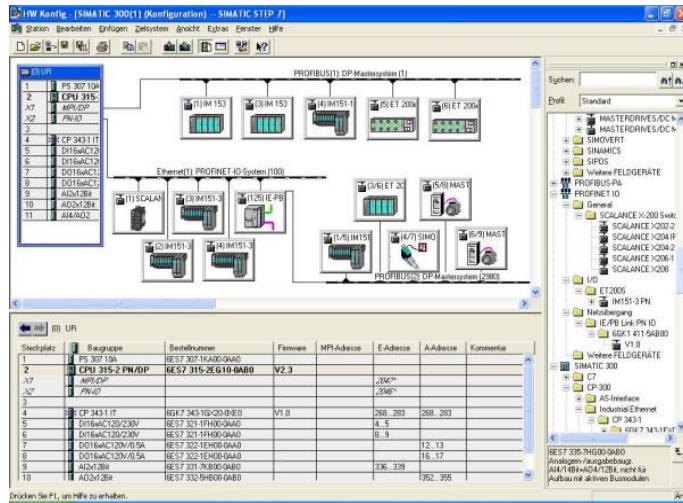 HW Konfig - [SIMATIC 300(1) (Konfiguration) -- SIMATIC STEP 7]
Station Bearbeiten Einfügen Zielsystem Ansicht Extras Fenster Hilfe
(0) UR
1 PS 307 10A
2 CPU 315-
X1 MPI/DP
X2 PN-IO
3
4 CP 343-1 IT
5 DI16xAC12
6 DI16xAC12
7 DO16xAC1
8 DO16xAC1
9 AI2x12Bit
10 AO2x12Bit
11 AI4/AO2
PROFIBUS(1): DP-Mastersystem (1)
(1) IM 153
(3) IM 153
(4) IM151-1
(5) ET 200
(6) ET 200
Ethernet(1): PROFINET-IO-System (100)
(1) SCALAN
(3) IM151-3
(125) IE-PB
(2) IM151-3
(4) IM151-3
(3/6) ET 20
(5/8) MAST
(1/5) IM151
(4/7) SIMO
(6/9) MAST
PROFIBUS(2): DP-Mastersystem (2980)
Suchen:
Profil: Standard
MASTERDRIVES/DC M
MASTERDRIVES/DC M
SIMOVERT
SINAMICS
SIPOS
Weitere FELDGERÄTE
PROFIBUS-PA
PROFINET IO
General
SCALANCE X-200 Switc
SCALANCE X202-2
SCALANCE X204 IF
SCALANCE X204-2
SCALANCE X206-1
SCALANCE X208
I/O
ET200S
IM151-3 PN
Netzübergang
IE/PB Link PN IO
6GK1 411-5AB00
V1.0
Weitere FELDGERÄTE
SIMATIC 300
C7
CP-300
AS-Interface
Industrial Ethernet
CP 343-1
6GK7 343-1EX
6ES7 335-7HG00-0AB0
Analogein-/ausgabebaugr.
AI4/14Bit+AO4/12Bit, nicht für
Aufbau mit aktiven Busmodulen
(0) UR
Steckplatz Baugruppe Bestellnummer Firmware MPI-Adresse E-Adresse A-Adresse Kommentar
1 PS 307 10A 6ES7 307-1KA00-0AA0
2 CPU 315-2 PN/DP 6ES7 315-2EG10-0AB0 V2.3
X1 MPI/DP 2047*
X2 PN-IO 2046*
3
4 CP 343-1 IT 6GK7 343-1GX20-0XE0 V1.0 268...283 268...283
5 DI16xAC120/230V 6ES7 321-1FH00-0AA0 4...5
6 DI16xAC120/230V 6ES7 321-1FH00-0AA0 8...9
7 DO16xAC120V/0.5A 6ES7 322-1EH00-0AA0 12...13
8 DO16xAC120V/0.5A 6ES7 322-1EH00-0AA0 16...17
9 AI2x12Bit 6ES7 331-7KB00-0AB0 336...339
10 AO2x12Bit 6ES7 332-5HB00-0AB0 352...355
Drücken Sie F1, um Hilfe zu erhalten.